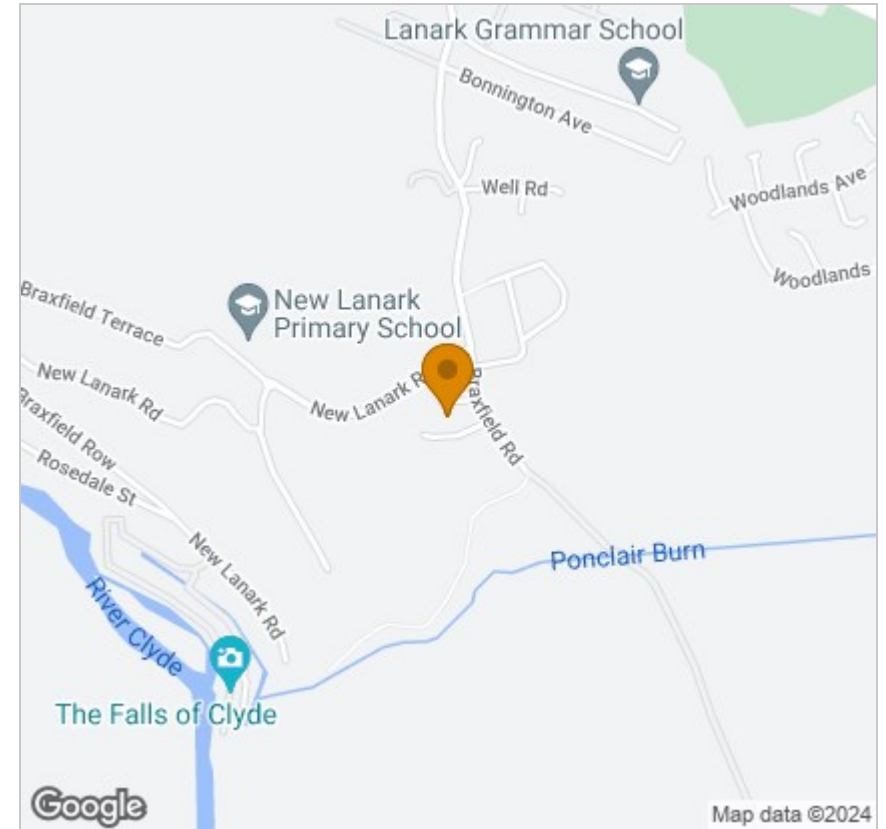 Lanark Grammar School
Bonnington Ave
Well Rd
Woodlands Ave
Woodlands
Braxfield Terrace
New Lanark
Primary School
New Lanark Rd
New Lanark R
Braxfield Rd
Braxfield Row
Rosedale St
New Lanark Rd
Ponclair Burn
River Clyde
The Falls of Clyde
Google
Map data ©2024